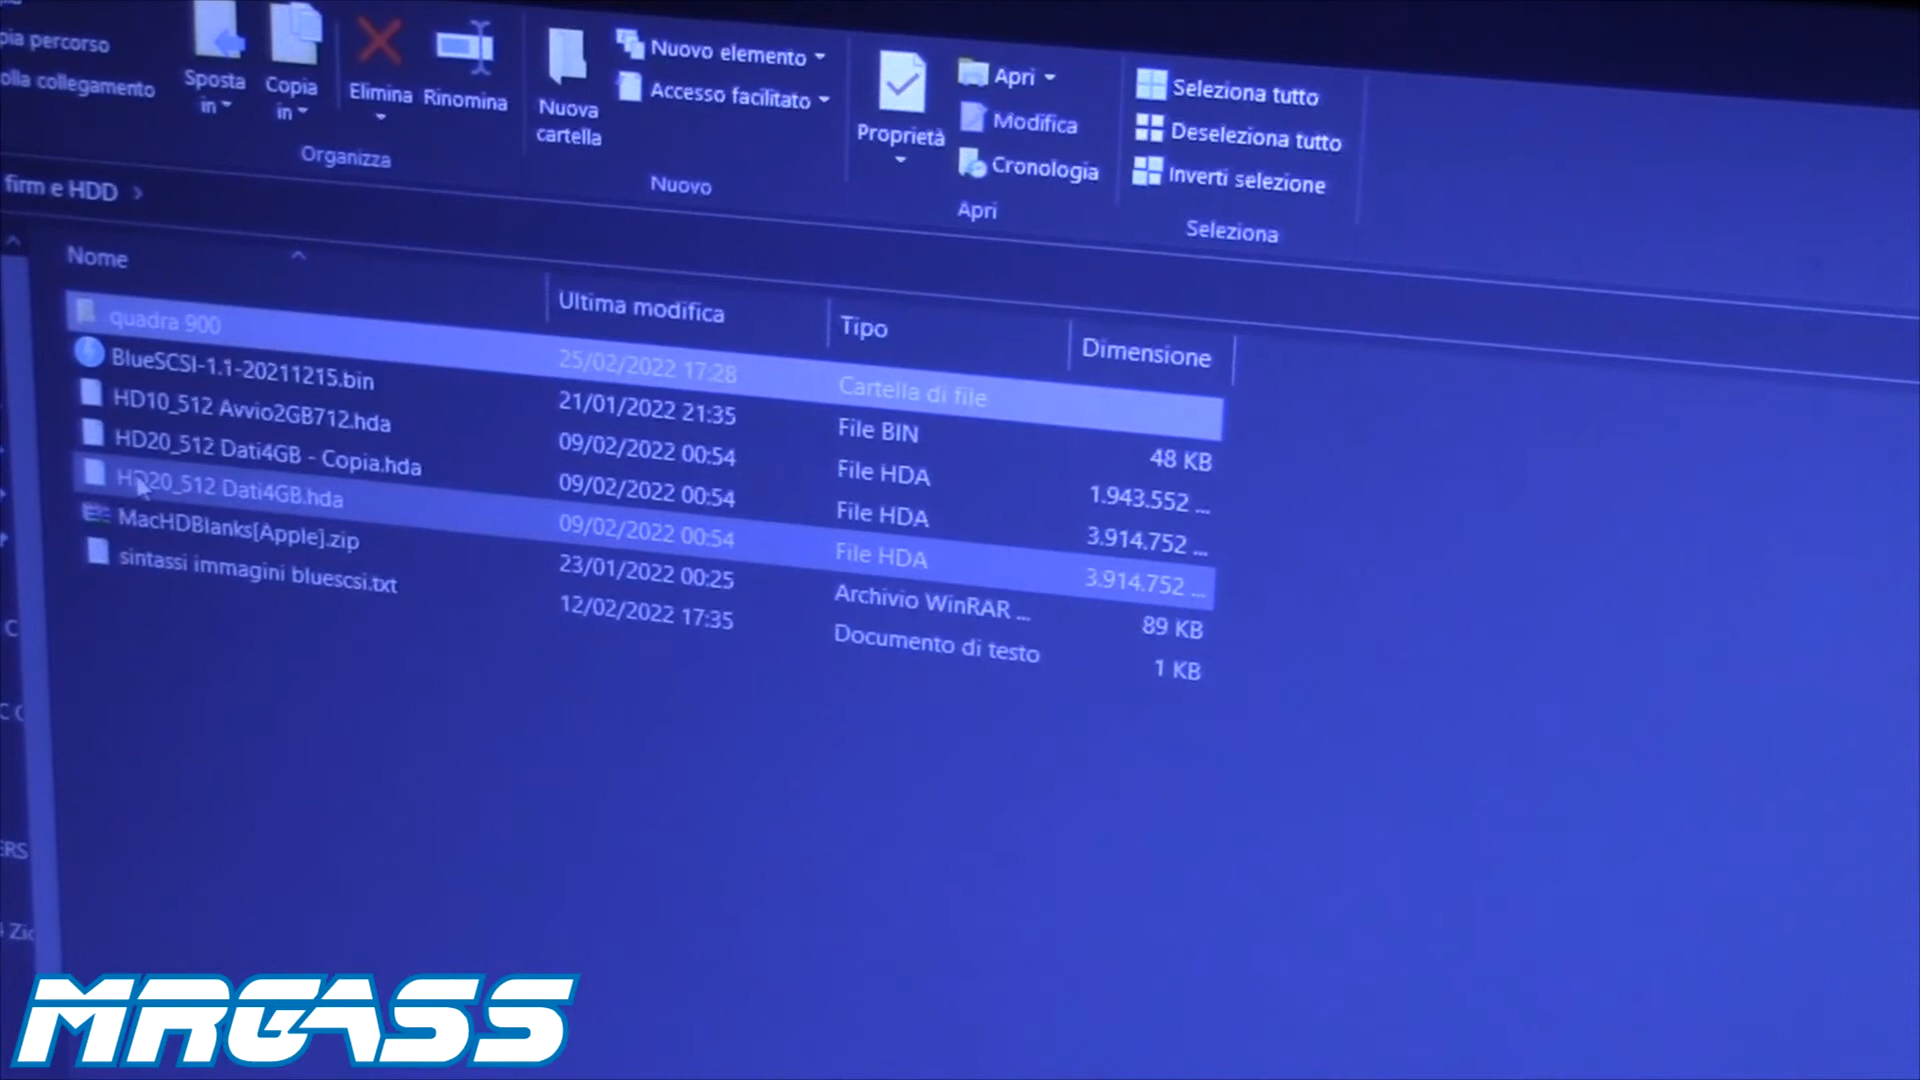 pia percorso
olla collegamento
Sposta
in
Copia
in
Elimina
Rinomina
Organizza
Nuova
cartella
Nuovo elemento
Accesso facilitato
Nuovo
Proprietà
Apri
Modifica
Cronologia
Apri
Seleziona tutto
Deseleziona tutto
Inverti selezione
Seleziona
firm e HDD >
Nome Ultima modifica Tipo Dimensione
quadra 900 25/02/2022 17:28 Cartella di file
BlueSCSI-1.1-20211215.bin 21/01/2022 21:35 File BIN 48 KB
HD10_512 Avvio2GB712.hda 09/02/2022 00:54 File HDA 1.943.552 ...
HD20_512 Dati4GB - Copia.hda 09/02/2022 00:54 File HDA 3.914.752 ...
HD20_512 Dati4GB.hda 09/02/2022 00:54 File HDA 3.914.752 ...
MacHDBlanks[Apple].zip 23/01/2022 00:25 Archivio WinRAR ... 89 KB
sintassi immagini bluescsi.txt 12/02/2022 17:35 Documento di testo 1 KB
C
C C
ERS
4 Zio
MRGASS